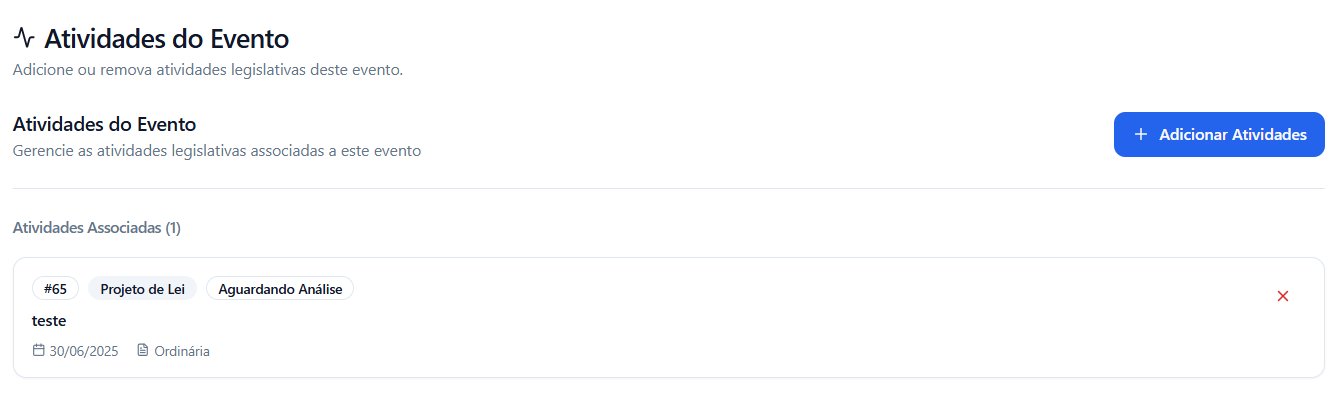 Atividades do Evento
Adicione ou remova atividades legislativas deste evento.
Atividades do Evento
Gerencie as atividades legislativas associadas a este evento
+ Adicionar Atividades
Atividades Associadas (1)
#65 Projeto de Lei Aguardando Análise
teste
30/06/2025 Ordinária